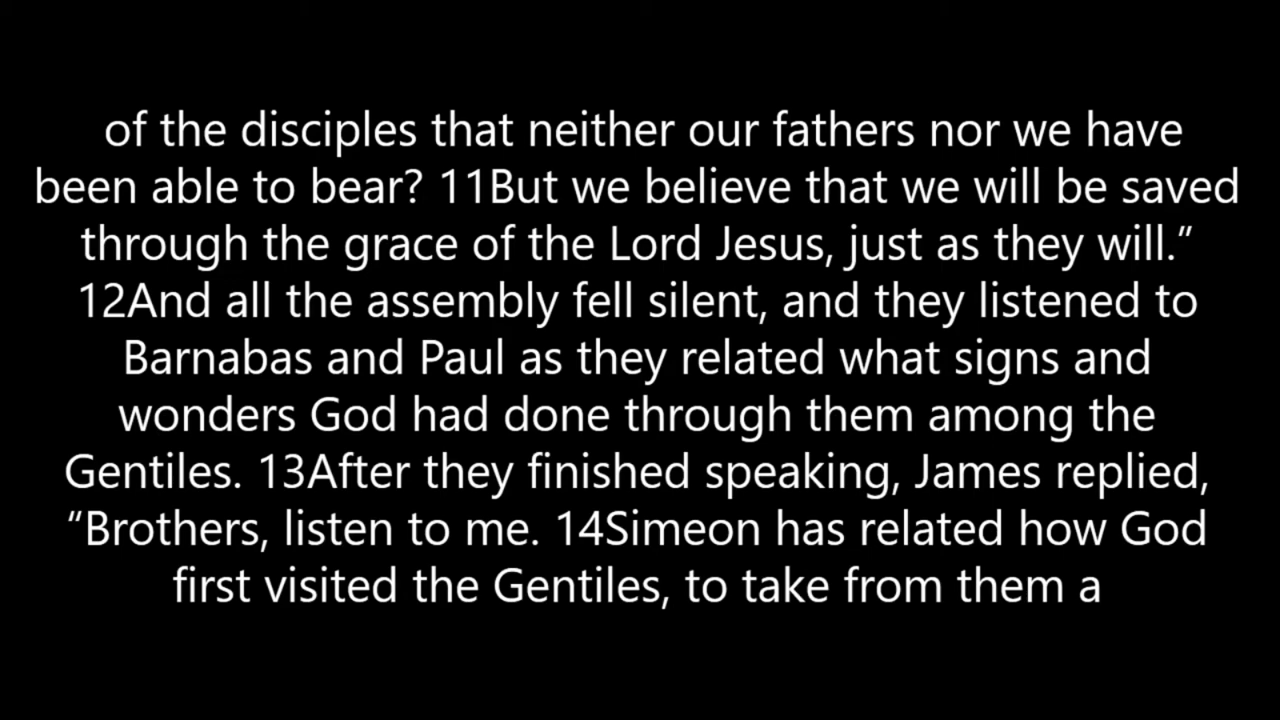 of the disciples that neither our fathers nor we have
been able to bear? 11But we believe that we will be saved
through the grace of the Lord Jesus, just as they will.”
12And all the assembly fell silent, and they listened to
Barnabas and Paul as they related what signs and
wonders God had done through them among the
Gentiles. 13After they finished speaking, James replied,
“Brothers, listen to me. 14Simeon has related how God
first visited the Gentiles, to take from them a